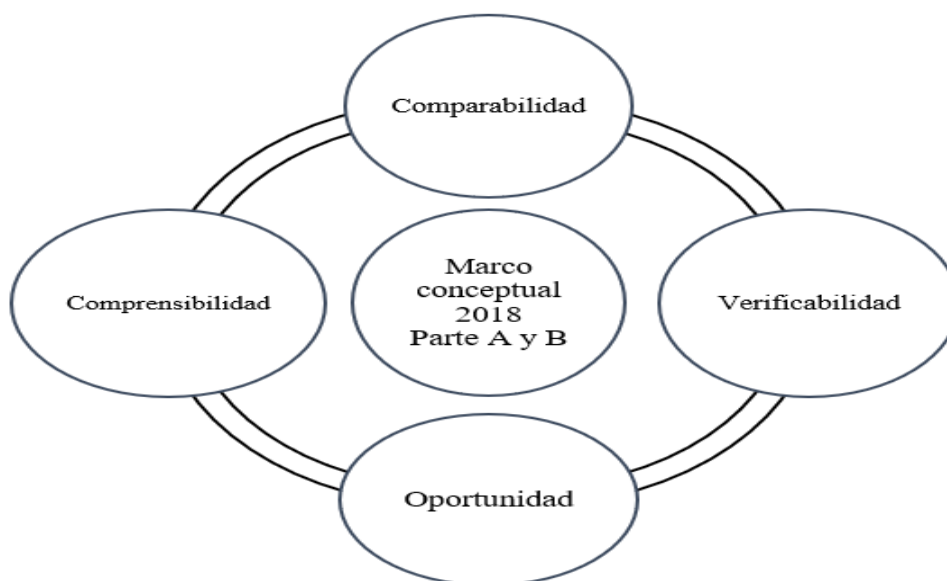 Comparabilidad
Comprensibilidad
Marco
conceptual
2018
Parte A y B
Verificabilidad
Oportunidad